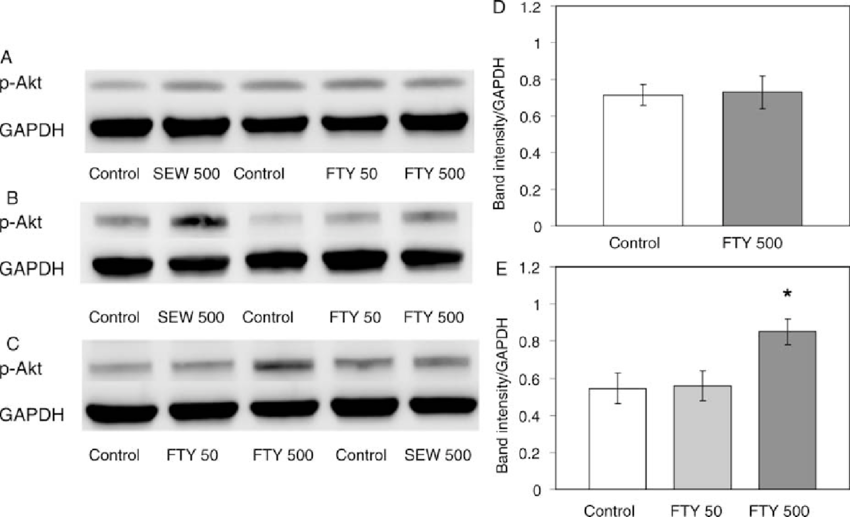 A
p-Akt
GAPDH
Control SEW 500 Control FTY 50 FTY 500
B
p-Akt
GAPDH
Control SEW 500 Control FTY 50 FTY 500
C
p-Akt
GAPDH
Control FTY 50 FTY 500 Control SEW 500
D
Band intensity/GAPDH
1.2
1
0.8
0.6
0.4
0.2
0
Control FTY 500
E
Band intensity/GAPDH
1.2
1
0.8
0.6
0.4
0.2
0
*
Control FTY 50 FTY 500